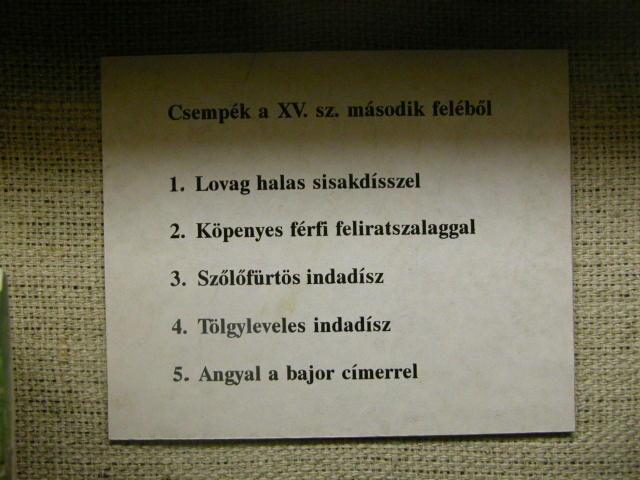 Csempék a XV. sz. második feléből
1. Lovag halas sisakdísszel
2. Köpenyes férfi feliratszalaggal
3. Szőlőfürtös indadísz
4. Tölgyleveles indadísz
5. Angyal a bajor címerrel